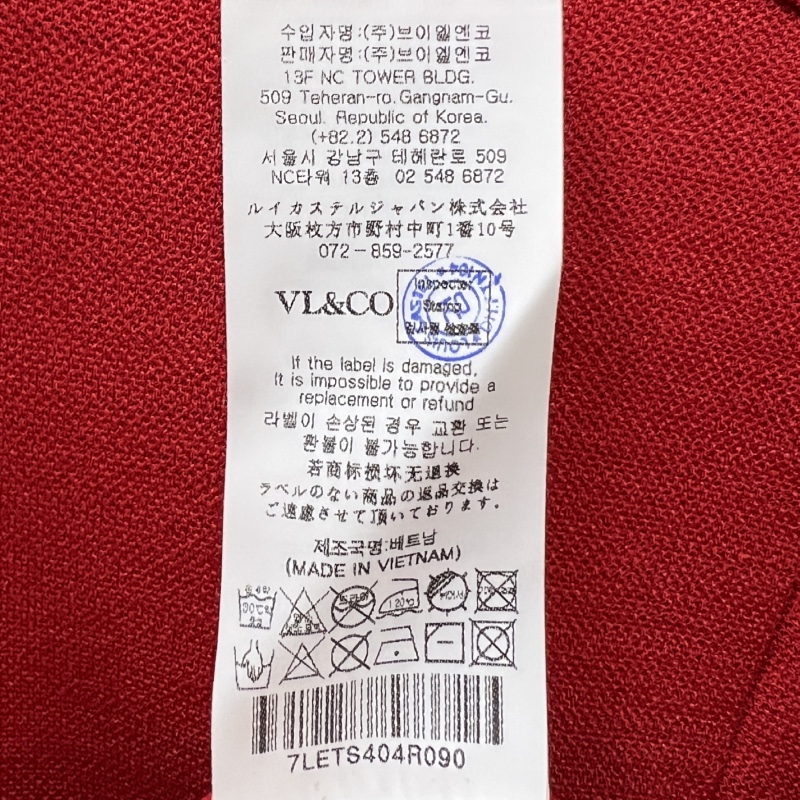 수입자명:(주)브이엘엔코
판매자명:(주)브이엘엔코
13F NC TOWER BLDG.
509 Teheran-ro. Gangnam-Gu.
Seoul. Republic of Korea.
(+82.2) 548 6872
서울시 강남구 테헤란로 509
NC타워 13층 02 548 6872
ルイカステルジャパン株式会社
大阪枚方市野村中町1番10号
072-859-2577
VL&CO
Inspector
Stamp
If the label is damaged,
It is impossible to provide a
replacement or refund
라벨이 손상된 경우 교환 또는
환불이 불가능합니다.
若商标损坏无退换
ラベルのない商品の返品交換は
ご遠慮させて頂いております。
제조국명:베트남
(MADE IN VIETNAM)
30℃ 드라이 120℃
7LETS404R090